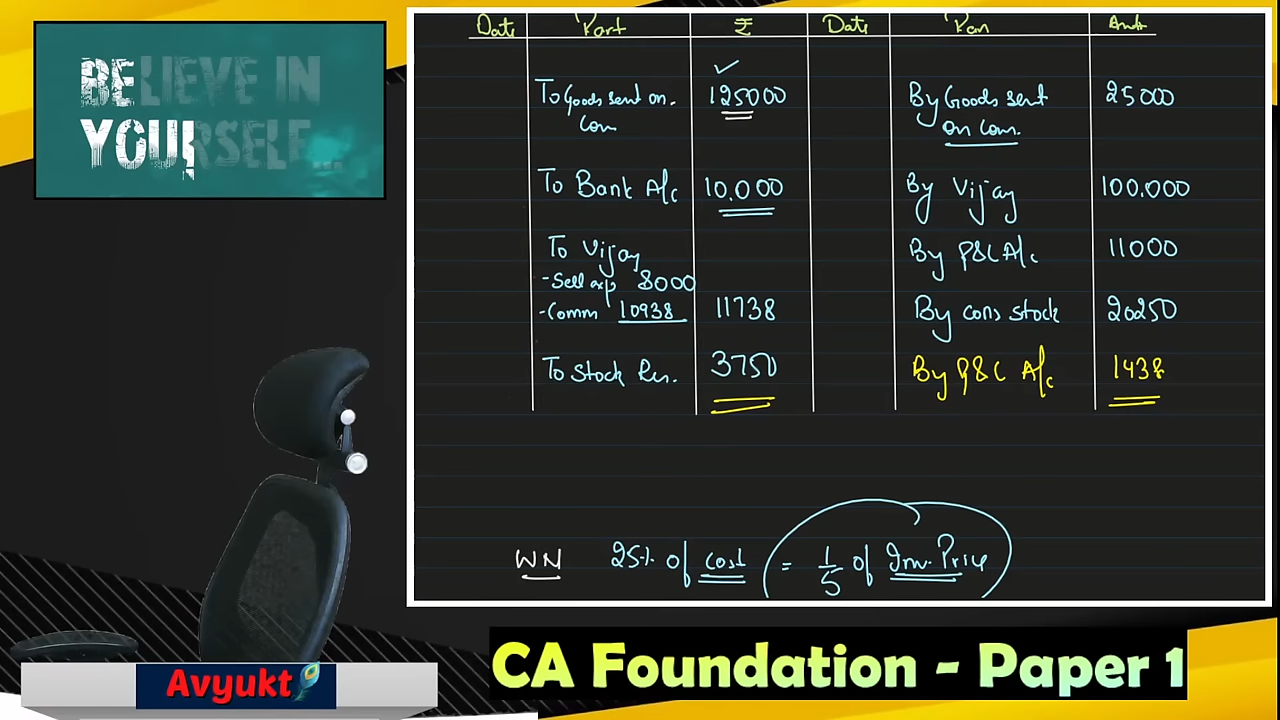 BELIEVE IN
YOURSELF...
Date Part ₹ Date Par Amt
To Goods sent on. 125000 By Goods sent 25000
Con on Con.
To Bank A/c 10.000 By Vijay 100.000
To Vijay By P&L A/c 11000
- Sell exp 8000
- Comm 10938 11738 By cons stock 20250
To Stock Res. 3750 By P&L A/c 1438
WN 25% of cost = 1/5 of Inv. Price
Avyukt
CA Foundation - Paper 1